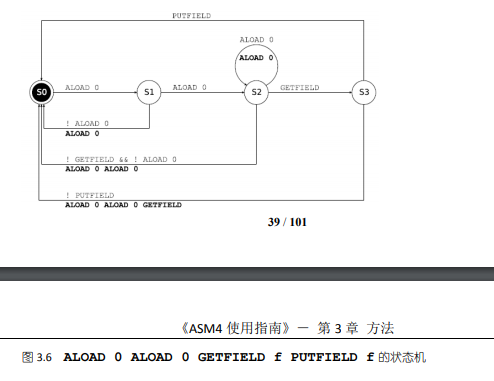 PUTFIELD
ALOAD 0
ALOAD 0
S0
ALOAD 0
S1
ALOAD 0
S2
GETFIELD
S3
! ALOAD 0
ALOAD 0
! GETFIELD && ! ALOAD 0
ALOAD 0 ALOAD 0
! PUTFIELD
ALOAD 0 ALOAD 0 GETFIELD
39 / 101
《ASM4 使用指南》－ 第 3 章 方法
图 3.6 ALOAD 0 ALOAD 0 GETFIELD f PUTFIELD f 的状态机